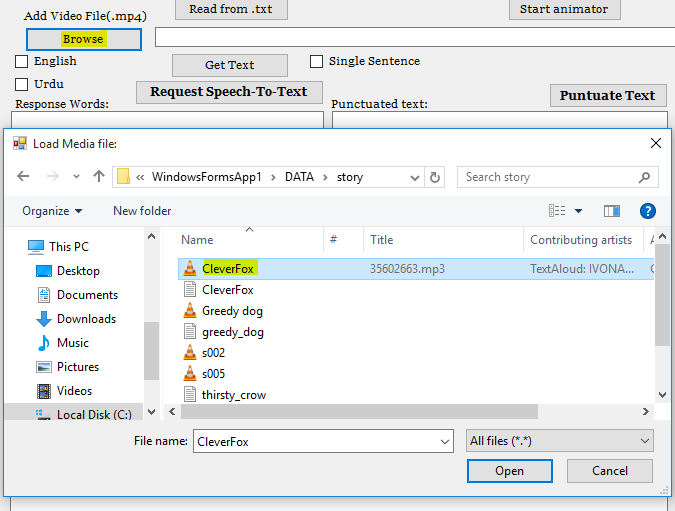 Add Video File(.mp4)
Read from .txt
Start animator
Browse
English
Get Text
Single Sentence
Urdu
Request Speech-To-Text
Puntuate Text
Response Words:
Punctuated text:
Load Media file:
« WindowsFormsApp1 › DATA › story
Search story
Organize
New folder
This PC
Desktop
Documents
Downloads
Music
Pictures
Videos
Local Disk (C:)
Name # Title Contributing artists
CleverFox 35602663.mp3 TextAloud: IVONA...
CleverFox
Greedy dog
greedy_dog
s002
s005
thirsty_crow
File name: CleverFox
All files (*.*)
Open
Cancel